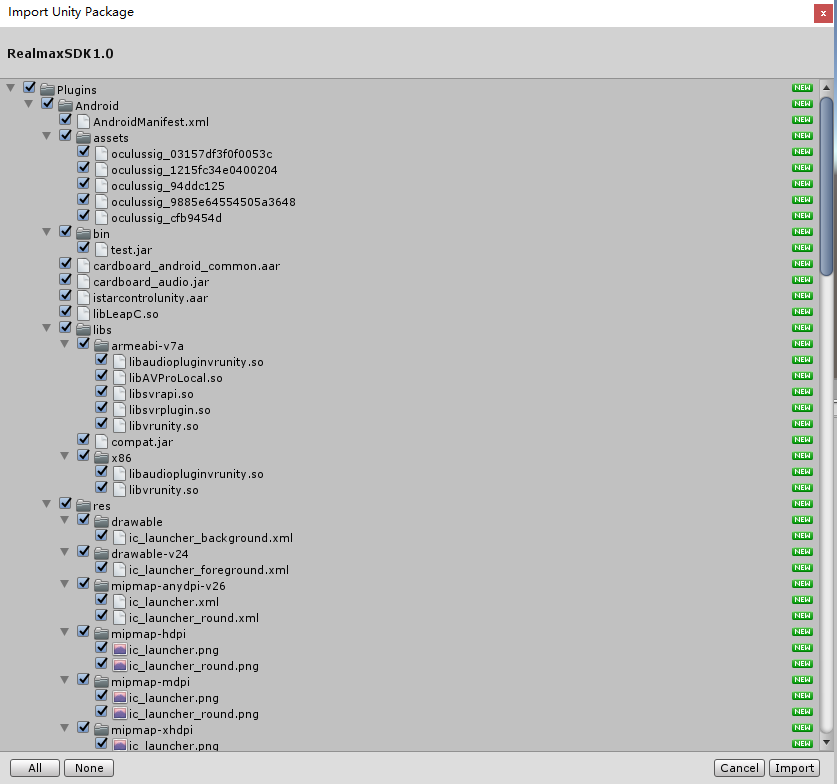 Import Unity Package
x
RealmaxSDK1.0
Plugins NEW
Android NEW
AndroidManifest.xml NEW
assets NEW
oculussig_03157df3f0f0053c NEW
oculussig_1215fc34e0400204 NEW
oculussig_94ddc125 NEW
oculussig_9885e64554505a3648 NEW
oculussig_cfb9454d NEW
bin NEW
test.jar NEW
cardboard_android_common.aar NEW
cardboard_audio.jar NEW
istarcontrolunity.aar NEW
libLeapC.so NEW
libs NEW
armeabi-v7a NEW
libaudiopluginvrunity.so NEW
libAVProLocal.so NEW
libsvrapi.so NEW
libsvrplugin.so NEW
libvrunity.so NEW
compat.jar NEW
x86 NEW
libaudiopluginvrunity.so NEW
libvrunity.so NEW
res NEW
drawable NEW
ic_launcher_background.xml NEW
drawable-v24 NEW
ic_launcher_foreground.xml NEW
mipmap-anydpi-v26 NEW
ic_launcher.xml NEW
ic_launcher_round.xml NEW
mipmap-hdpi NEW
ic_launcher.png NEW
ic_launcher_round.png NEW
mipmap-mdpi NEW
ic_launcher.png NEW
ic_launcher_round.png NEW
mipmap-xhdpi NEW
ic_launcher.png NEW
All None Cancel Import